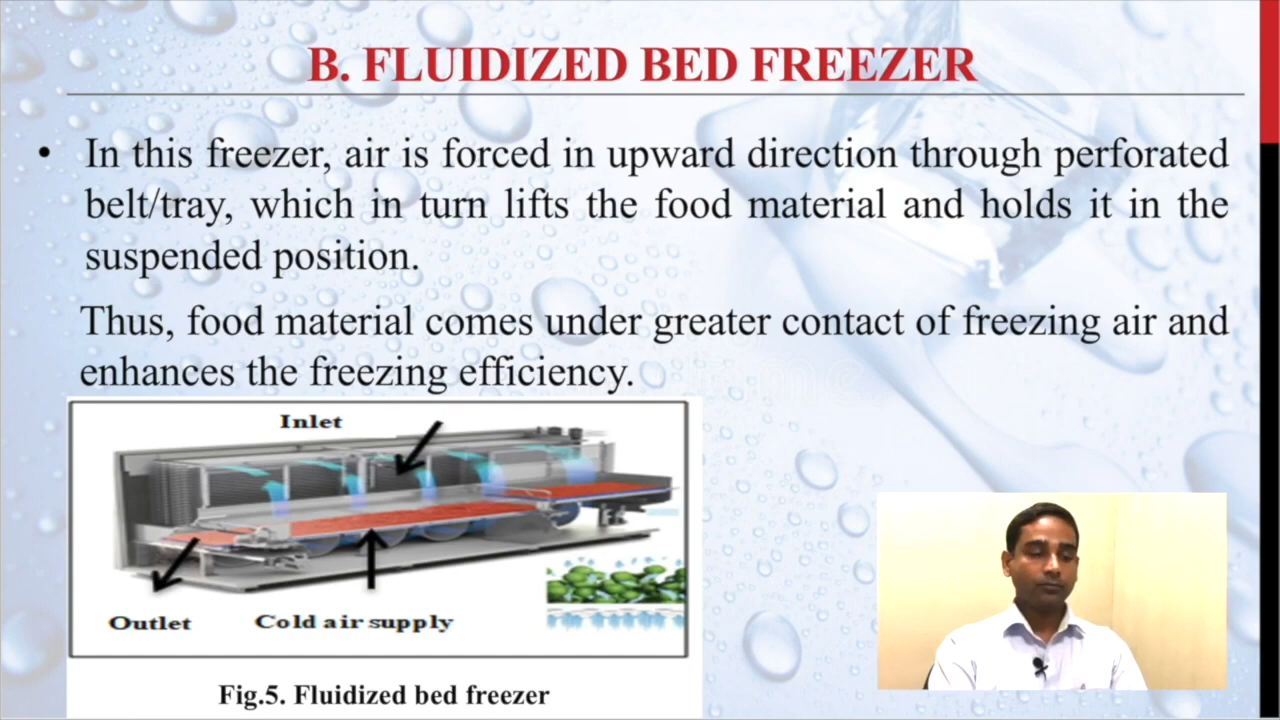 B. FLUIDIZED BED FREEZER
• In this freezer, air is forced in upward direction through perforated
belt/tray, which in turn lifts the food material and holds it in the
suspended position.
Thus, food material comes under greater contact of freezing air and
enhances the freezing efficiency.
Inlet
Outlet
Cold air supply
Fig.5. Fluidized bed freezer